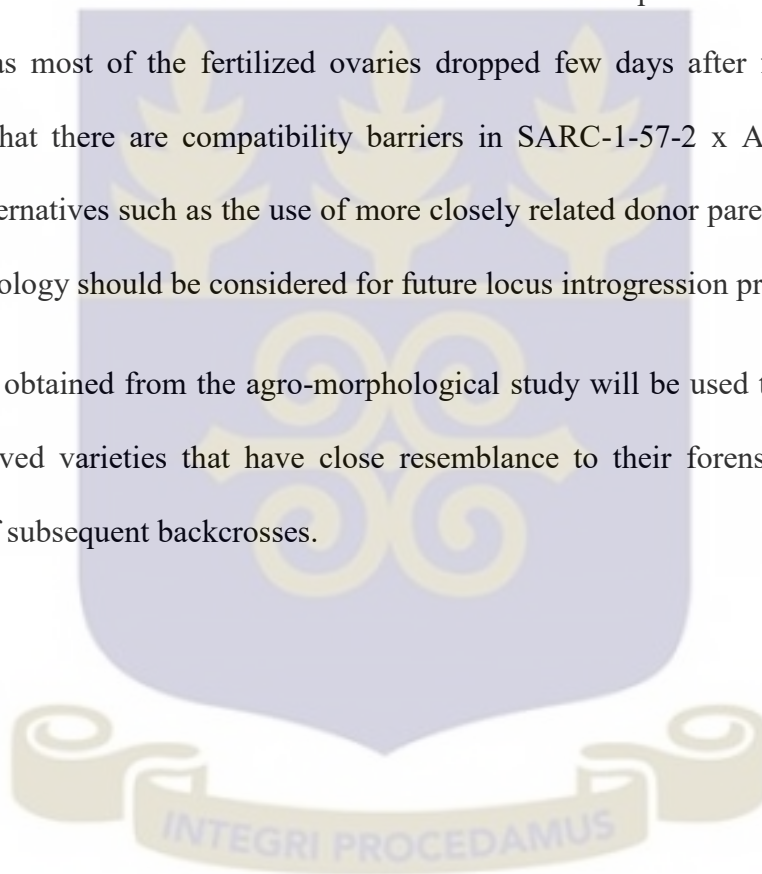 as most of the fertilized ovaries dropped few days after
that there are compatibility barriers in SARC-1-57-2 x A
ernatives such as the use of more closely related donor pare
ology should be considered for future locus introgression pr
obtained from the agro-morphological study will be used t
ved varieties that have close resemblance to their forens
f subsequent backcrosses.
INTEGRI PROCEDAMUS